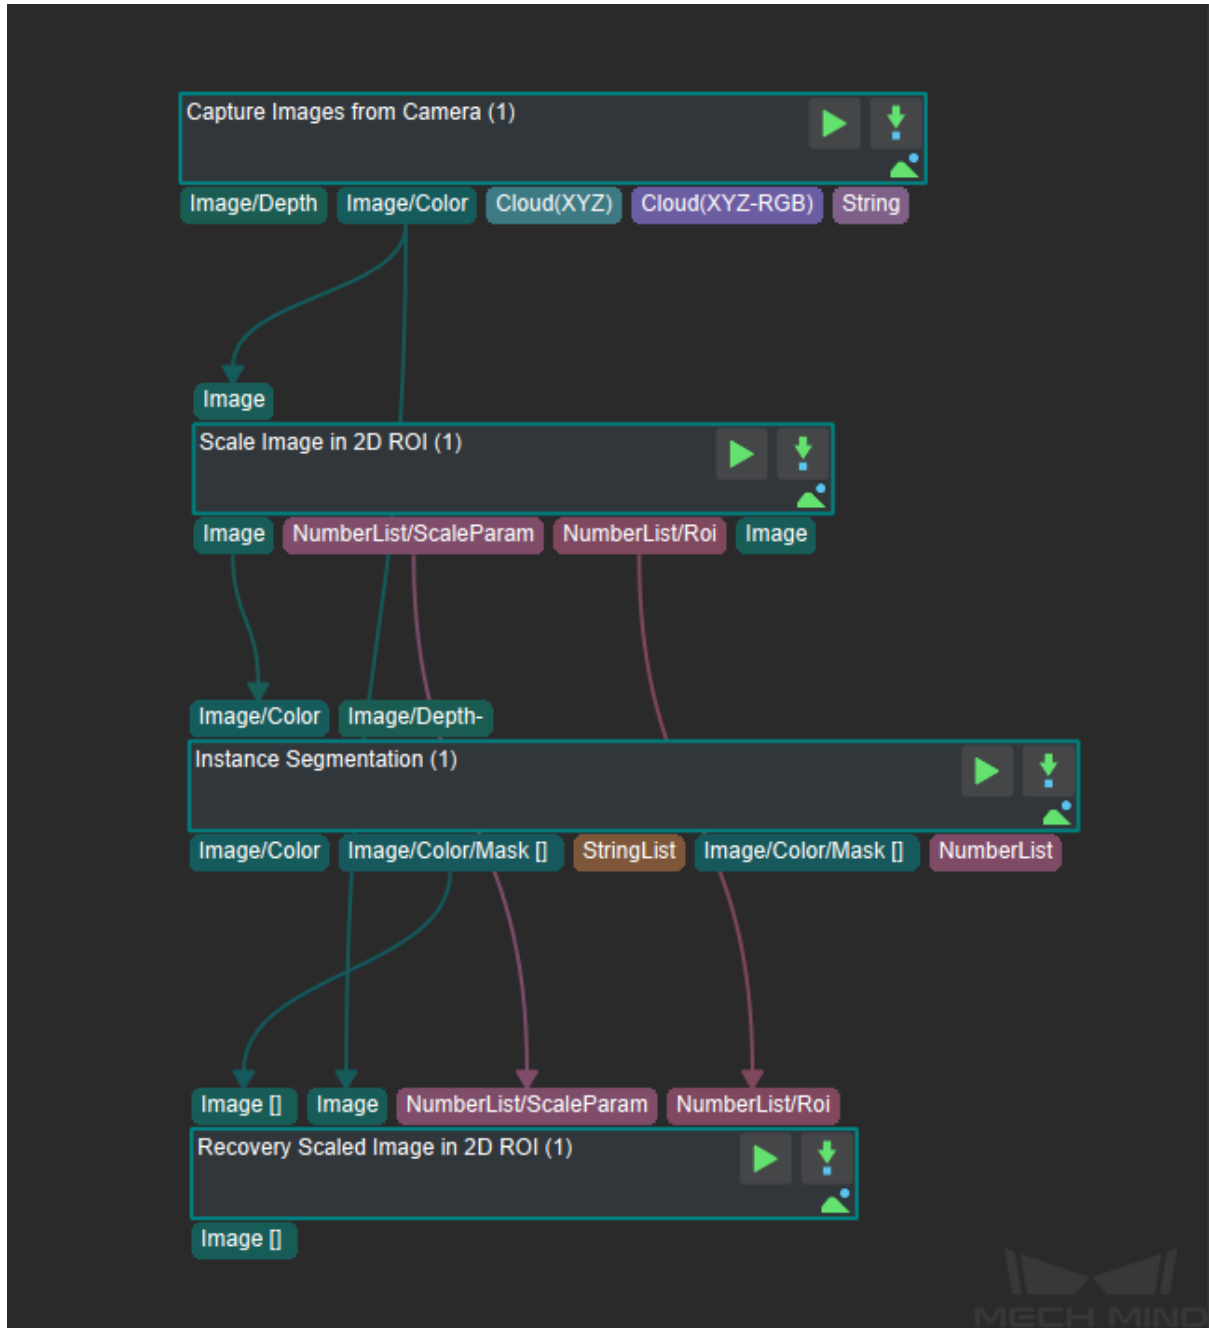 Capture Images from Camera (1)
Image/Depth Image/Color Cloud(XYZ) Cloud(XYZ-RGB) String
Image
Scale Image in 2D ROI (1)
Image NumberList/ScaleParam NumberList/Roi Image
Image/Color Image/Depth-
Instance Segmentation (1)
Image/Color Image/Color/Mask [] StringList Image/Color/Mask [] NumberList
Image [] Image NumberList/ScaleParam NumberList/Roi
Recovery Scaled Image in 2D ROI (1)
Image []
MECH MIND